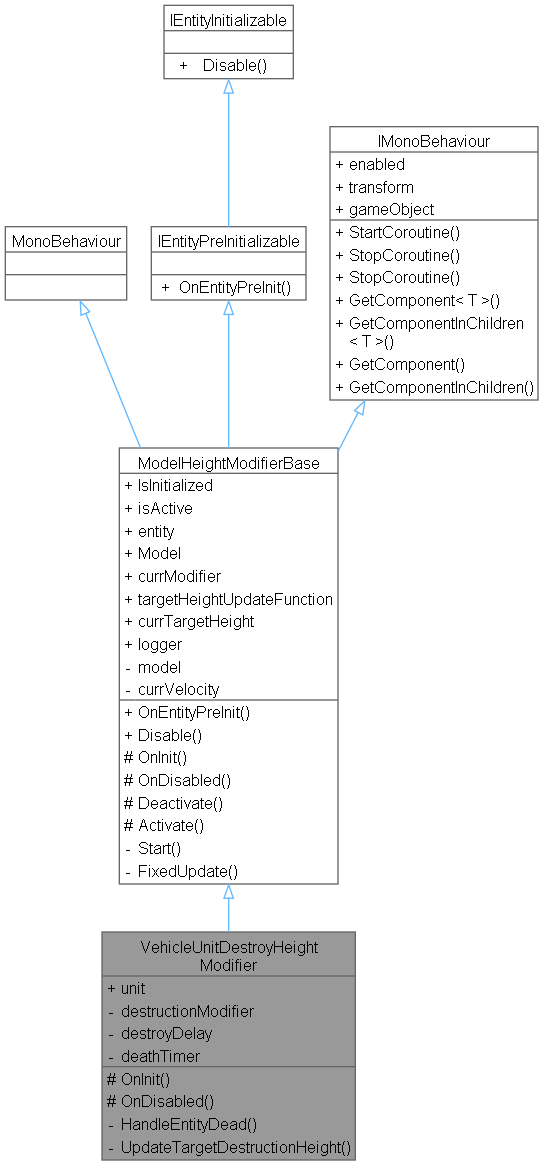 IEntityInitializable
+ Disable()
IMonoBehaviour
+ enabled
+ transform
+ gameObject
+ StartCoroutine()
+ StopCoroutine()
+ StopCoroutine()
+ GetComponent< T >()
+ GetComponentInChildren
< T >()
+ GetComponent()
+ GetComponentInChildren()
MonoBehaviour
IEntityPreInitializable
+ OnEntityPreInit()
ModelHeightModifierBase
+ IsInitialized
+ isActive
+ entity
+ Model
+ currModifier
+ targetHeightUpdateFunction
+ currTargetHeight
+ logger
- model
- currVelocity
+ OnEntityPreInit()
+ Disable()
# OnInit()
# OnDisabled()
# Deactivate()
# Activate()
- Start()
- FixedUpdate()
VehicleUnitDestroyHeight
Modifier
+ unit
- destructionModifier
- destroyDelay
- deathTimer
# OnInit()
# OnDisabled()
- HandleEntityDead()
- UpdateTargetDestructionHeight()